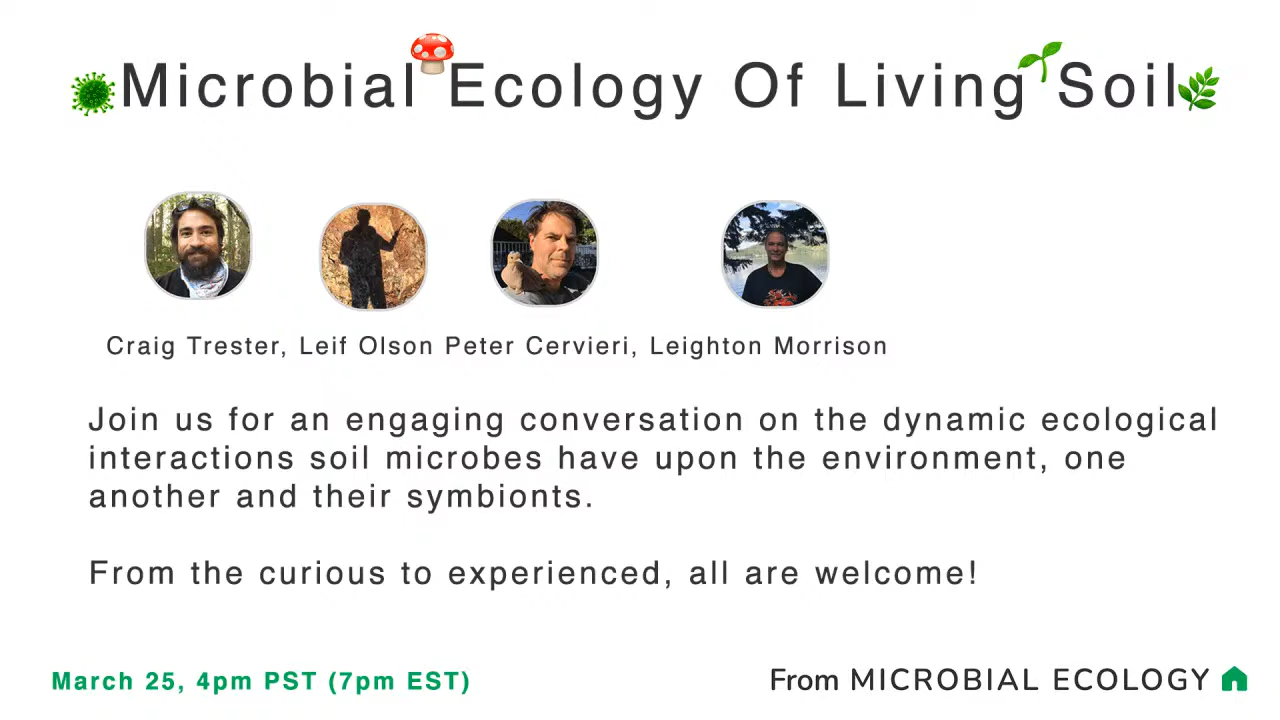 Microbial Ecology Of Living Soil
Craig Trester, Leif Olson Peter Cervieri, Leighton Morrison
Join us for an engaging conversation on the dynamic ecological
interactions soil microbes have upon the environment, one
another and their symbionts.
From the curious to experienced, all are welcome!
March 25, 4pm PST (7pm EST)
From MICROBIAL ECOLOGY